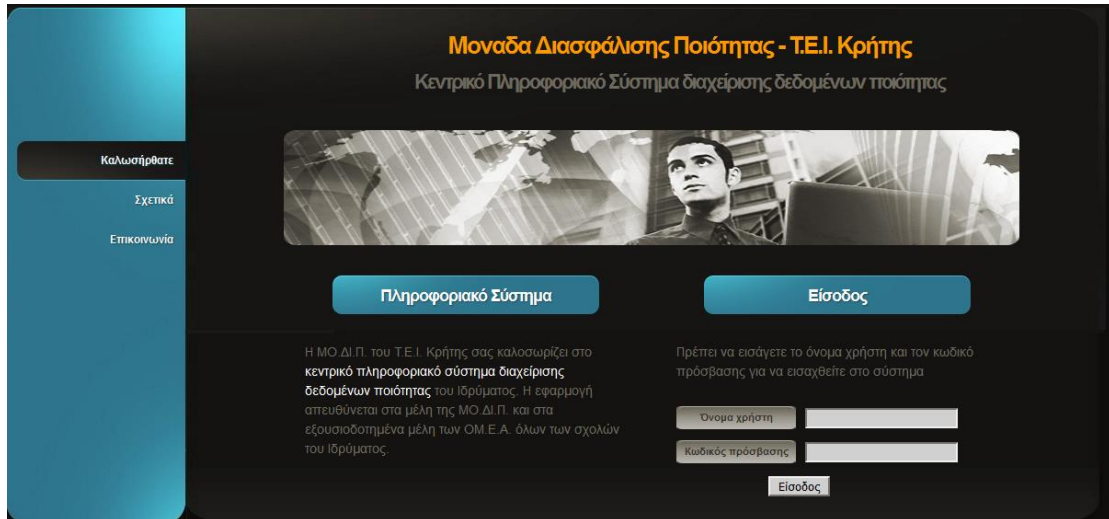 Μοναδα Διασφάλισης Ποιότητας - Τ.Ε.Ι. Κρήτης
Κεντρικό Πληροφοριακό Σύστημα διαχείρισης δεδομένων ποιότητας
Καλωσήρθατε
Σχετικά
Επικοινωνία
Πληροφοριακό Σύστημα
Η ΜΟ.ΔΙ.Π. του Τ.Ε.Ι. Κρήτης σας καλοσωρίζει στο
κεντρικό πληροφοριακό σύστημα διαχείρισης
δεδομένων ποιότητας του Ιδρύματος. Η εφαρμογή
απευθύνεται στα μέλη της ΜΟ.ΔΙ.Π. και στα
εξουσιοδοτημένα μέλη των ΟΜ.Ε.Α. όλων των σχολών
του Ιδρύματος.
Είσοδος
Πρέπει να εισάγετε το όνομα χρήστη και τον κωδικό
πρόσβασης για να εισαχθείτε στο σύστημα
Όνομα χρήστη
Κωδικός πρόσβασης
Είσοδος